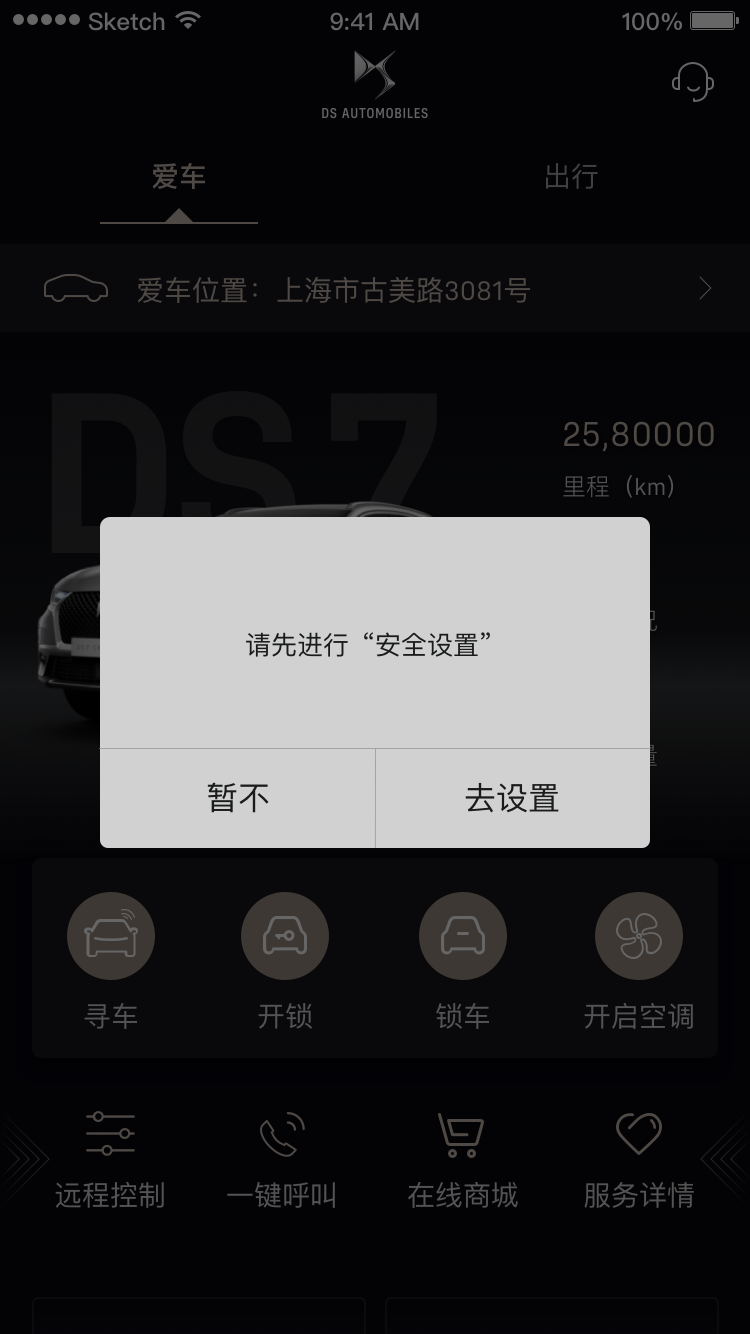 Sketch 9:41 AM 100%
DS AUTOMOBILES
爱车 出行
爱车位置：上海市古美路3081号
DS 7
25,80000
里程（km）
请先进行“安全设置”
暂不 去设置
寻车 开锁 锁车 开启空调
远程控制 一键呼叫 在线商城 服务详情